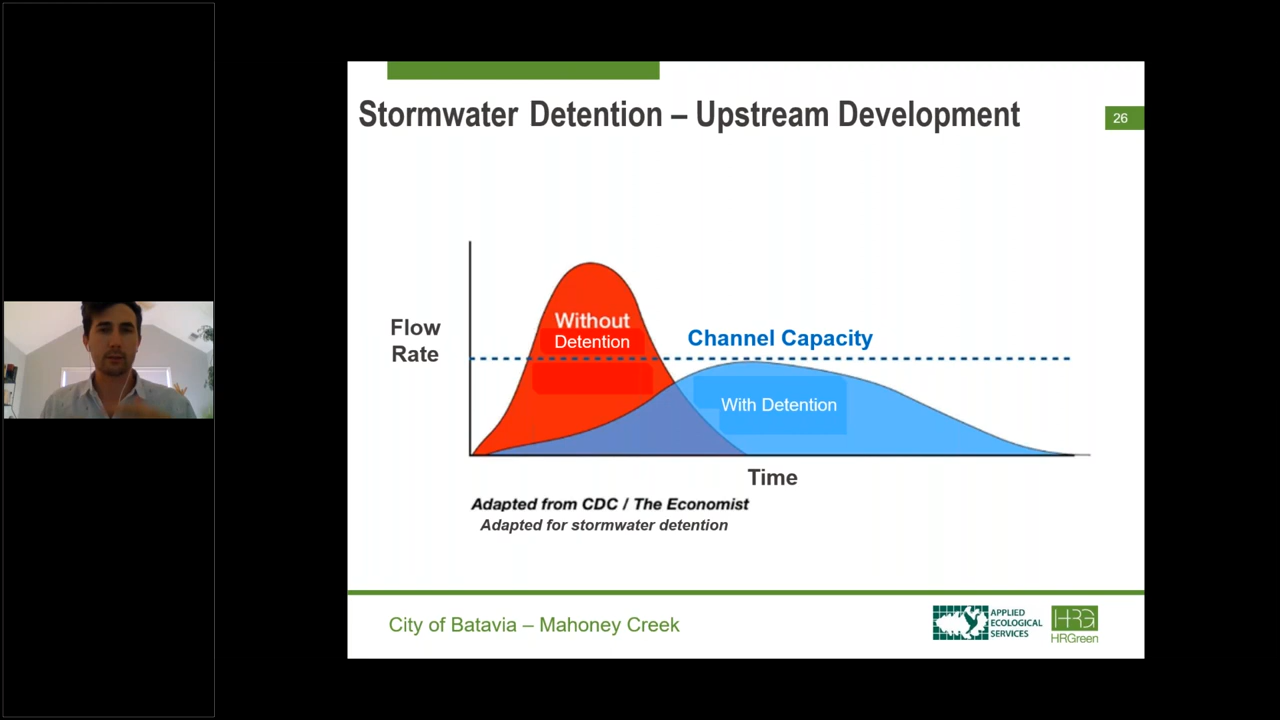 Stormwater Detention – Upstream Development
26
Flow
Rate
Without
Detention
Channel Capacity
With Detention
Time
Adapted from CDC / The Economist
Adapted for stormwater detention
City of Batavia – Mahoney Creek
APPLIED
ECOLOGICAL
SERVICES
HRG
HRGreen